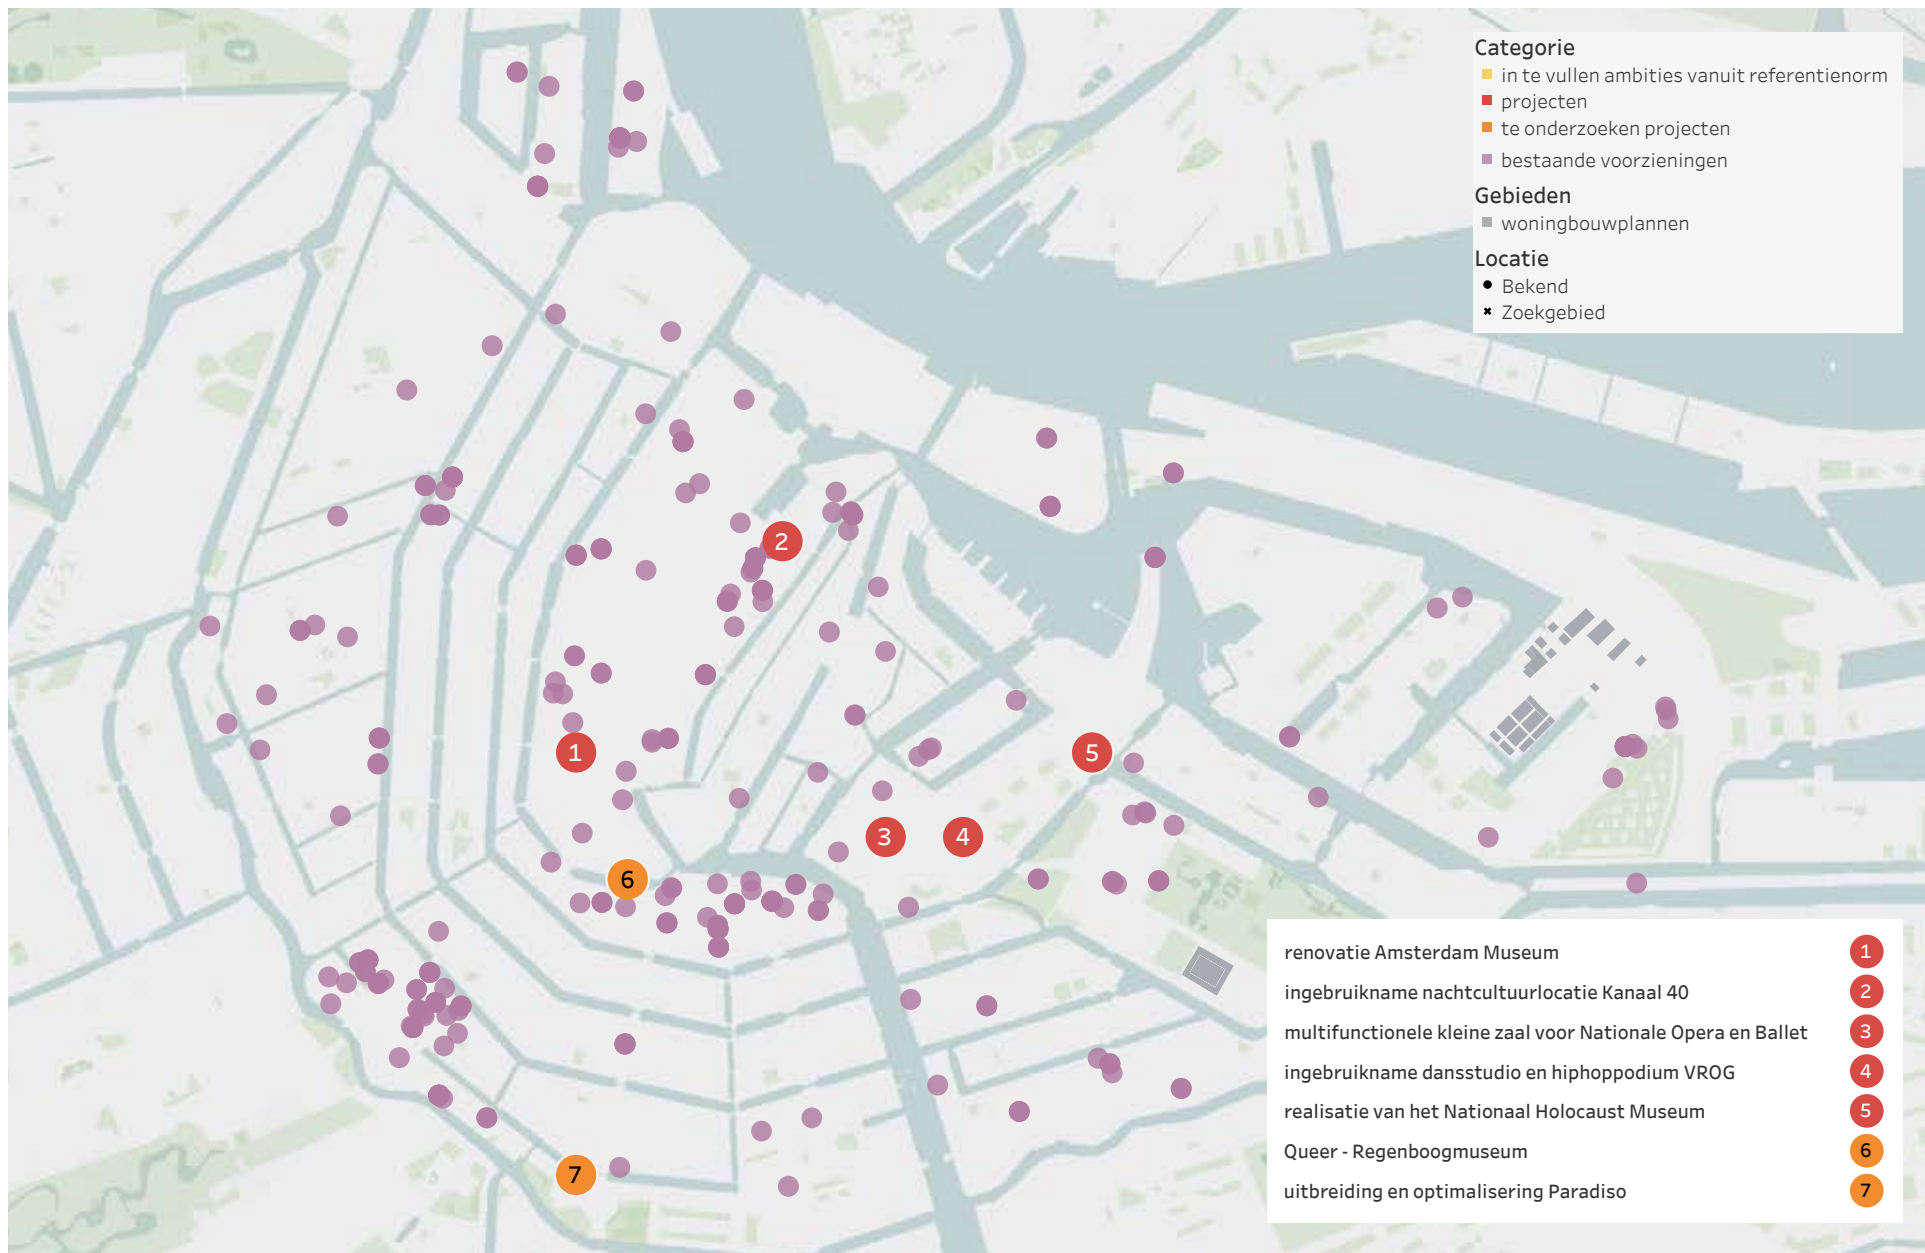 Categorie
in te vullen ambities vanuit referentienorm
projecten
te onderzoeken projecten
bestaande voorzieningen
Gebieden
woningbouwplannen
Locatie
Bekend
Zoekgebied
2
1
5
3
4
6
7
renovatie Amsterdam Museum 1
ingebruikname nachtcultuurlocatie Kanaal 40 2
multifunctionele kleine zaal voor Nationale Opera en Ballet 3
ingebruikname dansstudio en hiphoppodium VROG 4
realisatie van het Nationaal Holocaust Museum 5
Queer - Regenboogmuseum 6
uitbreiding en optimalisering Paradiso 7